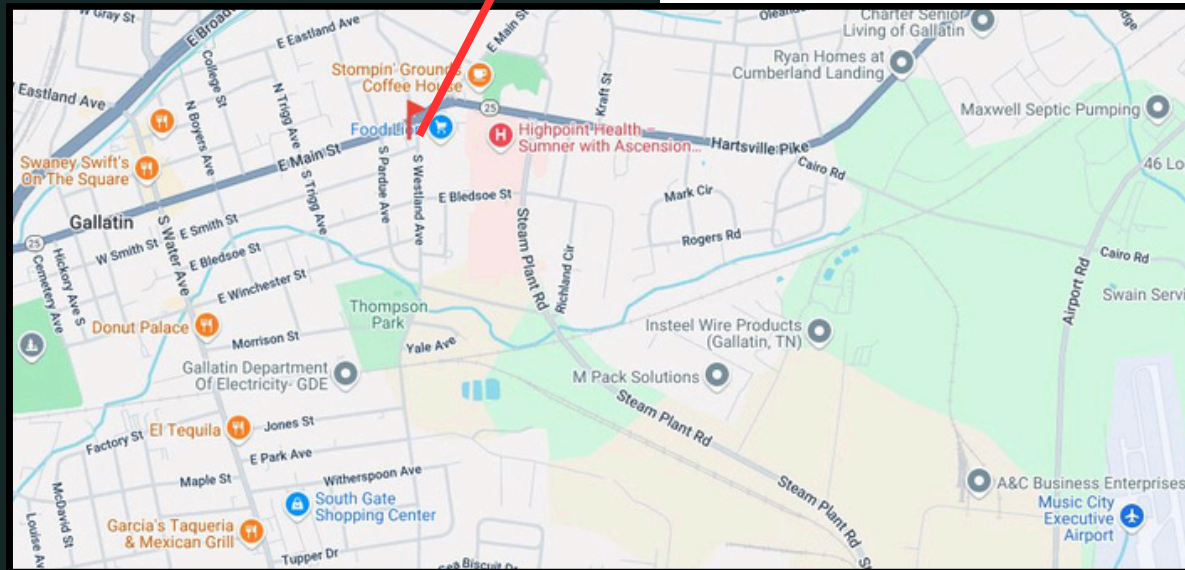 W Gray St
E Broad
E Eastland Ave
E Main St
Oleand
Charter Senior
Living of Gallatin
Ryan Homes at
Cumberland Landing
Stompin' Grounds
Coffee House
Eastland Ave
College St
N Boyers Ave
N Trigg Ave
Kraft St
25
Maxwell Septic Pumping
Food Lion
H
Highpoint Health –
Sumner with Ascension...
Hartsville Pike
Swaney Swift's
On The Square
E Main St
S Trigg Ave
S Pardue Ave
S Westland Ave
Cairo Rd
46 Lo
E Bledsoe St
Mark Cir
Gallatin
S Water Ave
E Smith St
Steam Plant Rd
Rogers Rd
25
W Smith St
E Bledsoe St
Cairo Rd
Hickory Ave S
Cemetery Ave
E Winchester St
Richland Cir
Airport Rd
Swain Servi
Thompson
Park
Donut Palace
Morrison St
Yale Ave
Insteel Wire Products
(Gallatin, TN)
Gallatin Department
Of Electricity- GDE
M Pack Solutions
Steam Plant Rd
El Tequila
Jones St
Factory St
E Park Ave
Maple St
Witherspoon Ave
Steam Plant Rd
A&C Business Enterprises
McDavid St
Louise Av
South Gate
Shopping Center
Music City
Executive
Airport
Garcia's Taqueria
& Mexican Grill
Tupper Dr
Sea Biscuit Dr
St